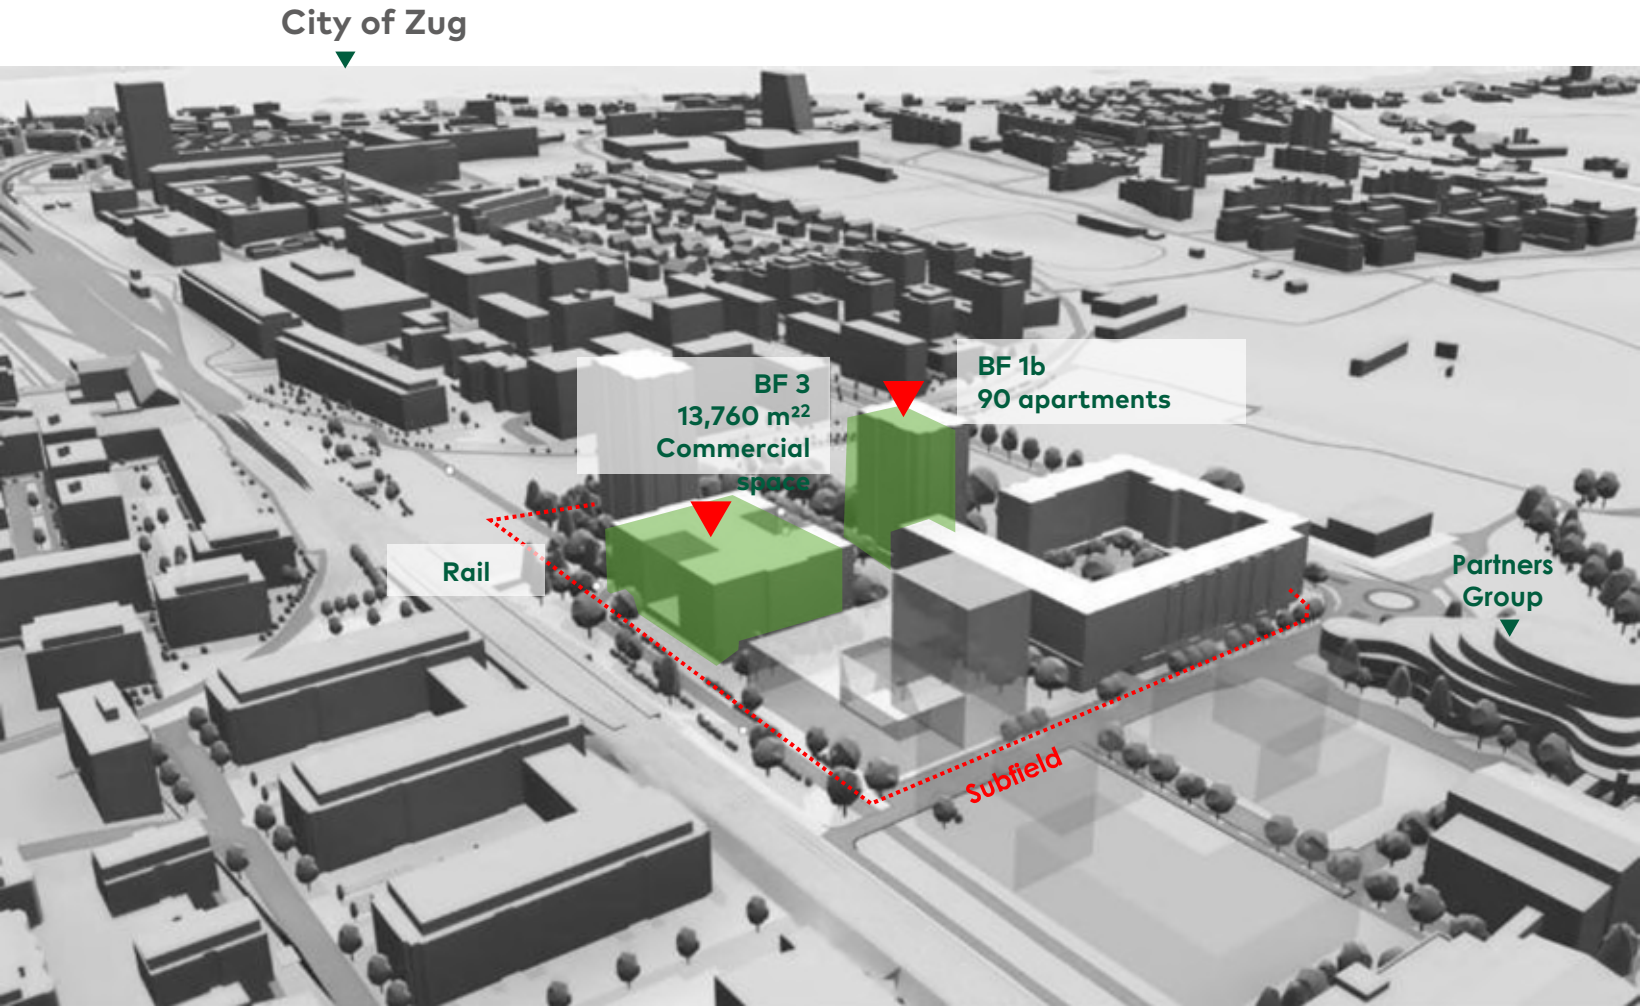 City of Zug
BF 1b
90 apartments
BF 3
13,760 m²²
Commercial
space
Rail
Partners
Group
Subfield